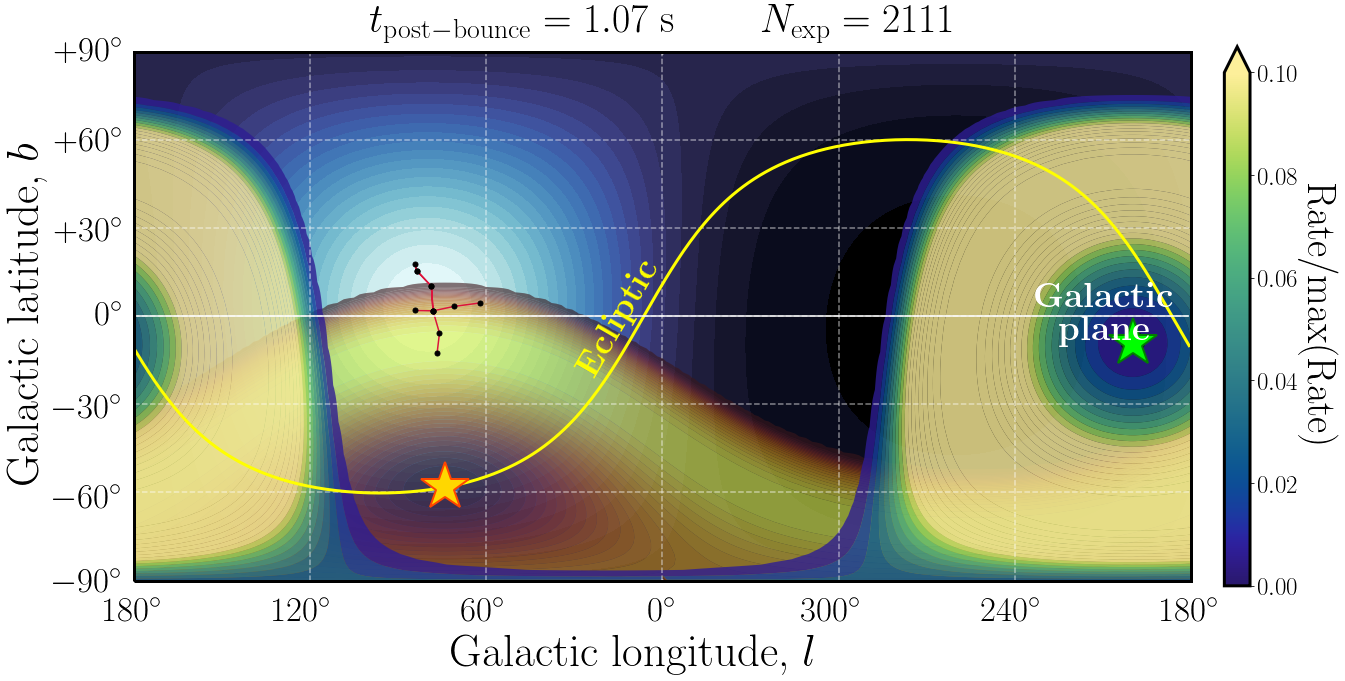 t_post−bounce = 1.07 s N_exp = 2111
+90°
+60°
+30°
0°
−30°
−60°
−90°
Galactic latitude, b
180° 120° 60° 0° 300° 240° 180°
Galactic longitude, l
Ecliptic
Galactic
plane
0.10
0.08
0.06
0.04
0.02
0.00
Rate/max(Rate)